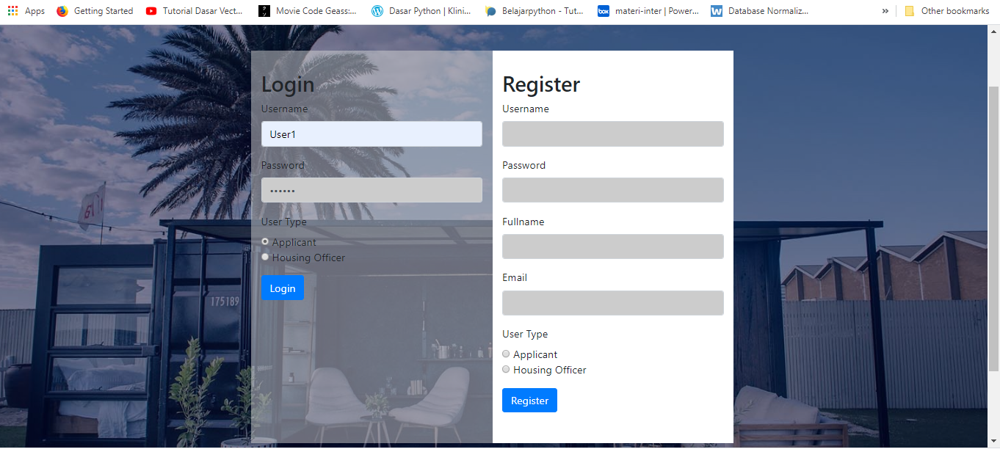 Apps Getting Started Tutorial Dasar Vect... Movie Code Geass:... Dasar Python | Klini... Belajarpython - Tut... materi-inter | Power... Database Normaliz... » Other bookmarks
Login
Username
User1
Password
••••••
User Type
Applicant
Housing Officer
Login
175189
Register
Username
Password
Fullname
Email
User Type
Applicant
Housing Officer
Register